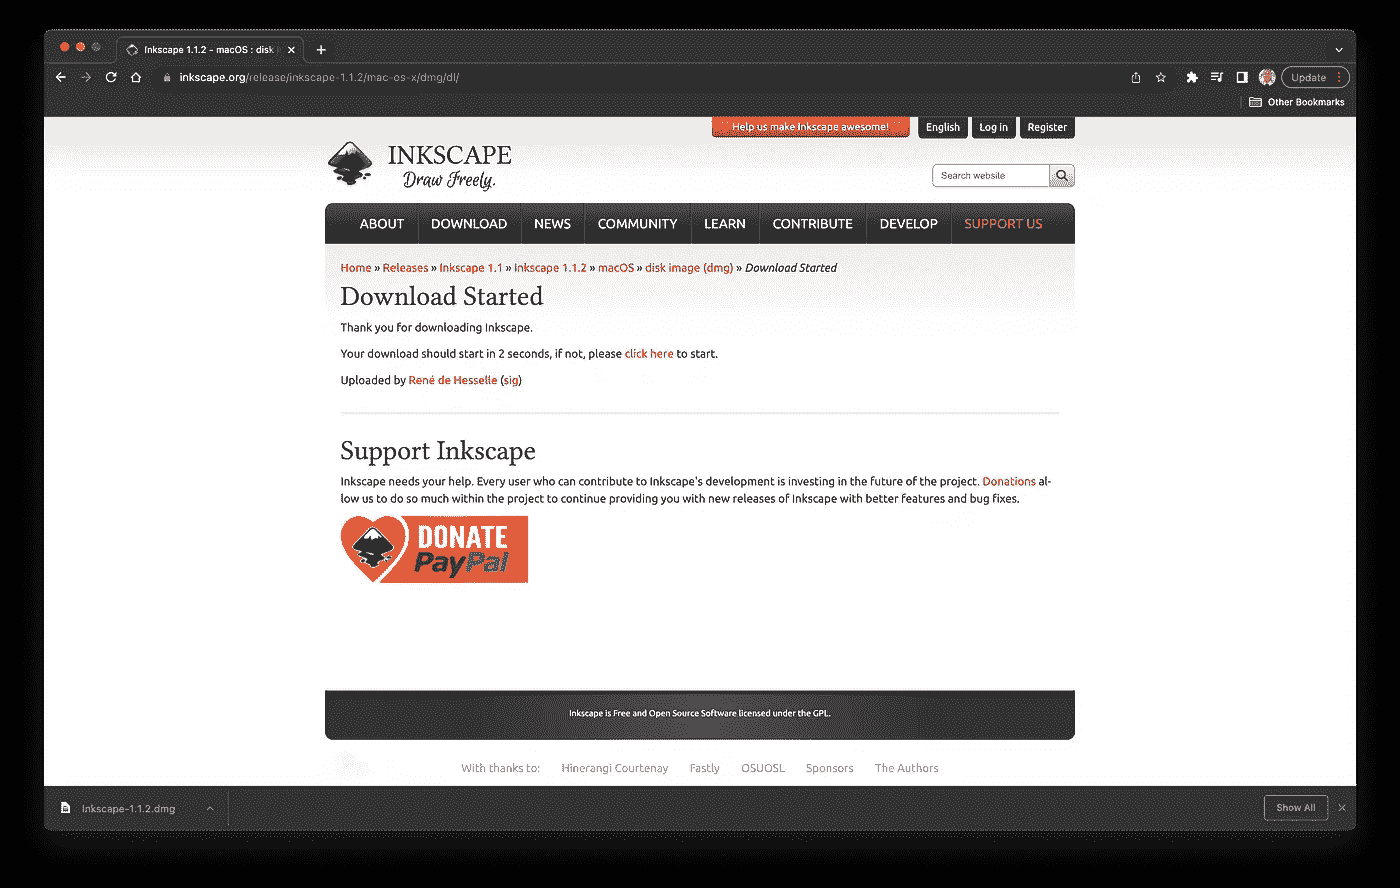 Inkscape 1.1.2 - macOS : disk
inkscape.org/release/inkscape-1.1.2/mac-os-x/dmg/dl/
Update
Other Bookmarks
Help us make Inkscape awesome!
English
Log in
Register
INKSCAPE
Draw Freely.
Search website
ABOUT DOWNLOAD NEWS COMMUNITY LEARN CONTRIBUTE DEVELOP SUPPORT US
Home » Releases » Inkscape 1.1 » Inkscape 1.1.2 » macOS » disk image (dmg) » Download Started
Download Started
Thank you for downloading Inkscape.
Your download should start in 2 seconds, if not, please click here to start.
Uploaded by René de Hesselle (sig)
Support Inkscape
Inkscape needs your help. Every user who can contribute to Inkscape's development is investing in the future of the project. Donations al-
low us to do so much within the project to continue providing you with new releases of Inkscape with better features and bug fixes.
DONATE
PayPal
Inkscape is Free and Open Source Software licensed under the GPL.
With thanks to: Hinerangi Courtenay Fastly OSUOSL Sponsors The Authors
Inkscape-1.1.2.dmg
Show All